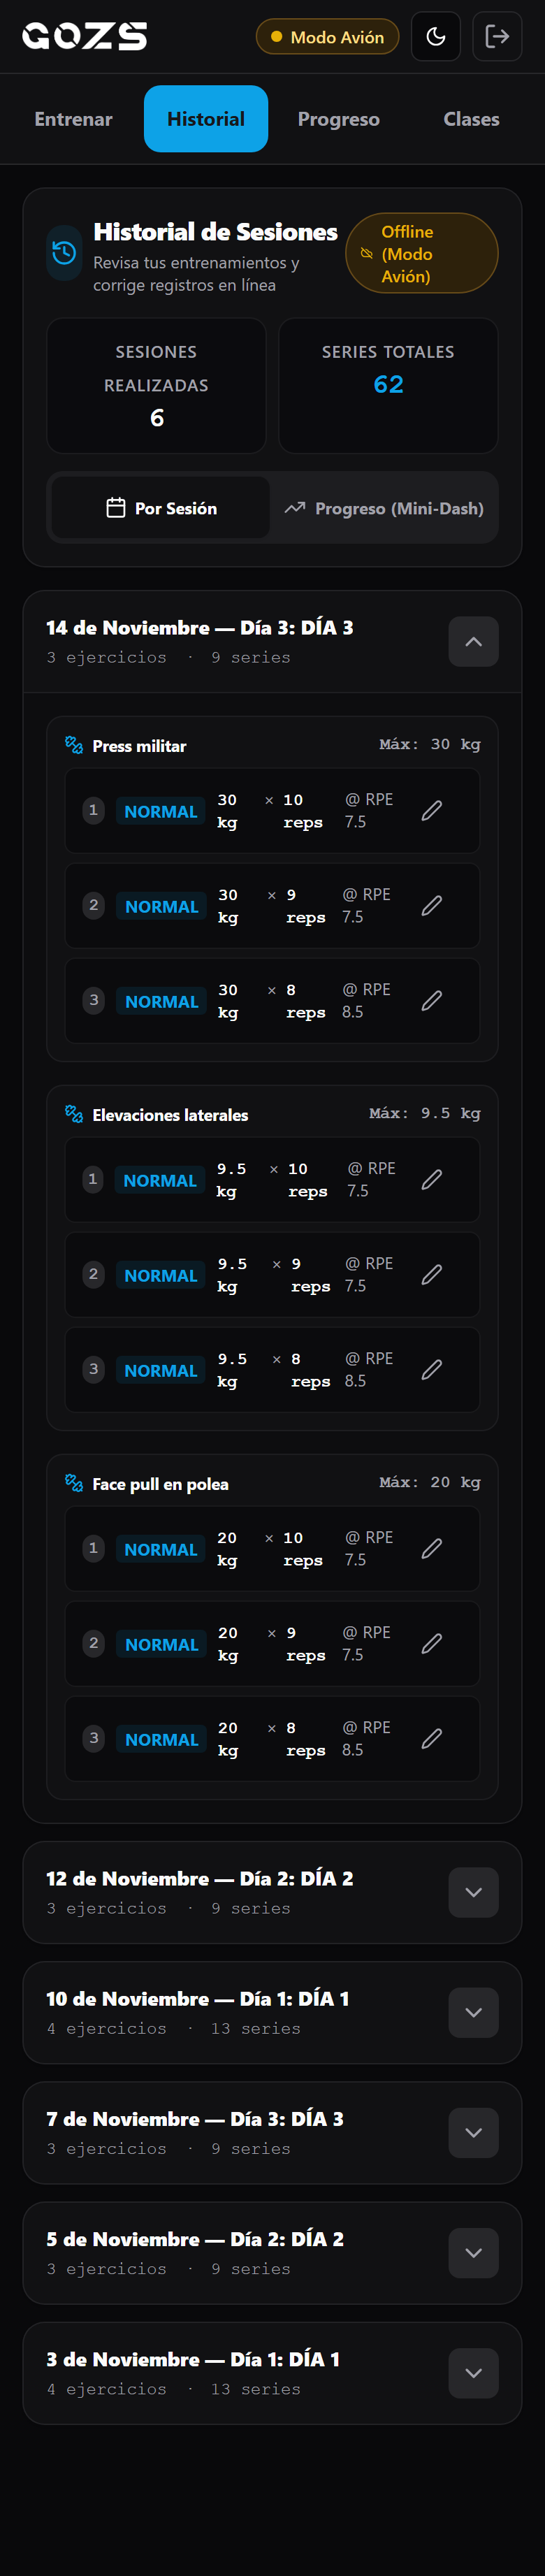 GOZS
Modo Avión
Entrenar
Historial
Progreso
Clases
Historial de Sesiones
Revisa tus entrenamientos y
corrige registros en línea
Offline
(Modo
Avión)
SESIONES
REALIZADAS
6
SERIES TOTALES
62
Por Sesión
Progreso (Mini-Dash)
14 de Noviembre — Día 3: DÍA 3
3 ejercicios · 9 series
Press militar
Máx: 30 kg
1 NORMAL 30 kg × 10 reps @ RPE 7.5
2 NORMAL 30 kg × 9 reps @ RPE 7.5
3 NORMAL 30 kg × 8 reps @ RPE 8.5
Elevaciones laterales
Máx: 9.5 kg
1 NORMAL 9.5 kg × 10 reps @ RPE 7.5
2 NORMAL 9.5 kg × 9 reps @ RPE 7.5
3 NORMAL 9.5 kg × 8 reps @ RPE 8.5
Face pull en polea
Máx: 20 kg
1 NORMAL 20 kg × 10 reps @ RPE 7.5
2 NORMAL 20 kg × 9 reps @ RPE 7.5
3 NORMAL 20 kg × 8 reps @ RPE 8.5
12 de Noviembre — Día 2: DÍA 2
3 ejercicios · 9 series
10 de Noviembre — Día 1: DÍA 1
4 ejercicios · 13 series
7 de Noviembre — Día 3: DÍA 3
3 ejercicios · 9 series
5 de Noviembre — Día 2: DÍA 2
3 ejercicios · 9 series
3 de Noviembre — Día 1: DÍA 1
4 ejercicios · 13 series